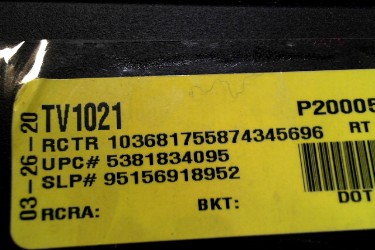 03-26-20
TV1021 P20005
RCTR 103681755874345696 RT
UPC# 5381834095
SLP# 95156918952
RCRA: BKT: DOT